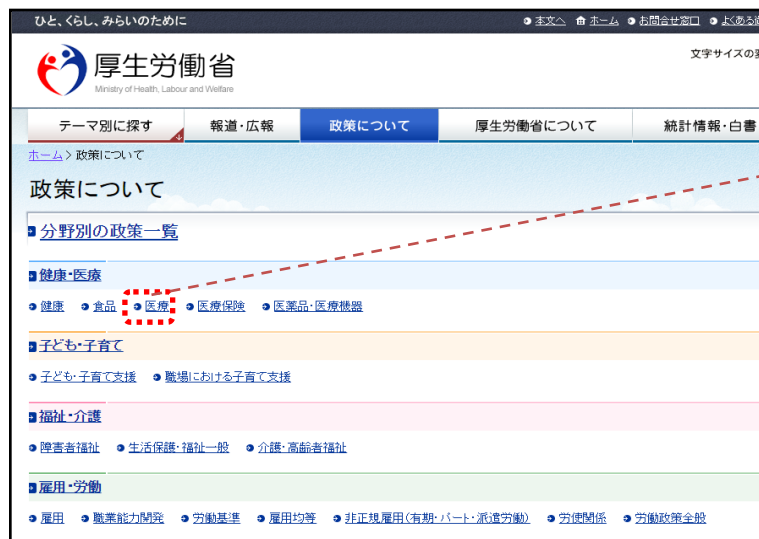 ひと、くらし、みらいのために
本文へ ホーム お問合せ窓口 よくある
文字サイズの
厚生労働省
Ministry of Health, Labour and Welfare
テーマ別に探す 報道・広報 政策について 厚生労働省について 統計情報・白書
ホーム > 政策について
政策について
分野別の政策一覧
健康・医療
健康 食品 医療 医療保険 医薬品・医療機器
子ども・子育て
子ども・子育て支援 職場における子育て支援
福祉・介護
障害者福祉 生活保護・福祉一般 介護・高齢者福祉
雇用・労働
雇用 職業能力開発 労働基準 雇用均等 非正規雇用(有期・パート・派遣労働) 労使関係 労働政策全般